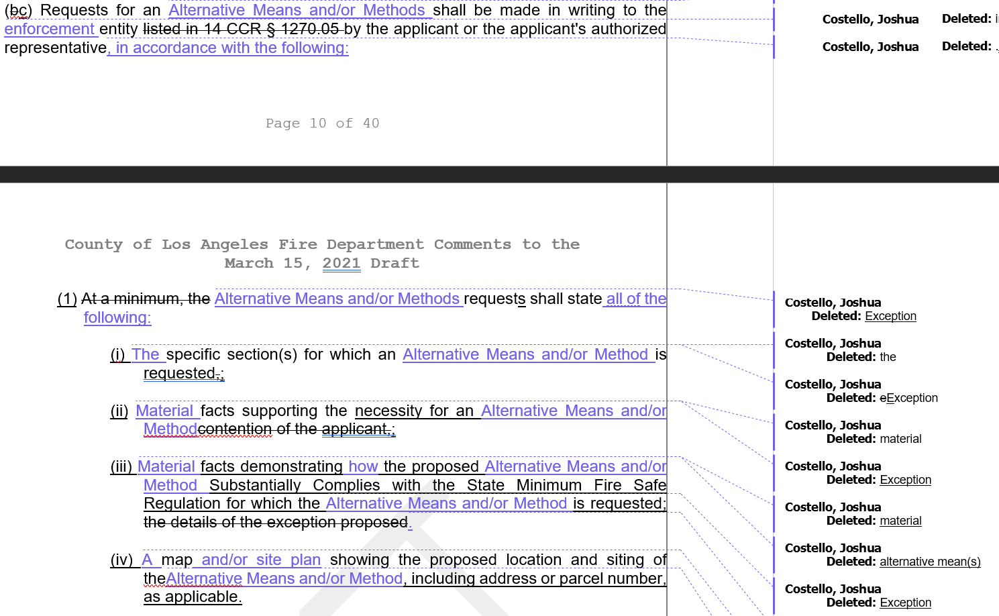 (bc) Requests for an Alternative Means and/or Methods shall be made in writing to the
enforcement entity listed in 14 CCR § 1270.05 by the applicant or the applicant's authorized
representative, in accordance with the following:
Costello, Joshua Deleted:
Costello, Joshua Deleted: .
Page 10 of 40
County of Los Angeles Fire Department Comments to the
March 15, 2021 Draft
(1) At a minimum, the Alternative Means and/or Methods requests shall state all of the
following:
(i) The specific section(s) for which an Alternative Means and/or Method is
requested,;
(ii) Material facts supporting the necessity for an Alternative Means and/or
Methodcontention of the applicant,;
(iii) Material facts demonstrating how the proposed Alternative Means and/or
Method Substantially Complies with the State Minimum Fire Safe
Regulation for which the Alternative Means and/or Method is requested;
the details of the exception proposed.
(iv) A map and/or site plan showing the proposed location and siting of
theAlternative Means and/or Method, including address or parcel number,
as applicable.
Costello, Joshua
Deleted: Exception
Costello, Joshua
Deleted: the
Costello, Joshua
Deleted: eException
Costello, Joshua
Deleted: material
Costello, Joshua
Deleted: Exception
Costello, Joshua
Deleted: material
Costello, Joshua
Deleted: alternative mean(s)
Costello, Joshua
Deleted: Exception